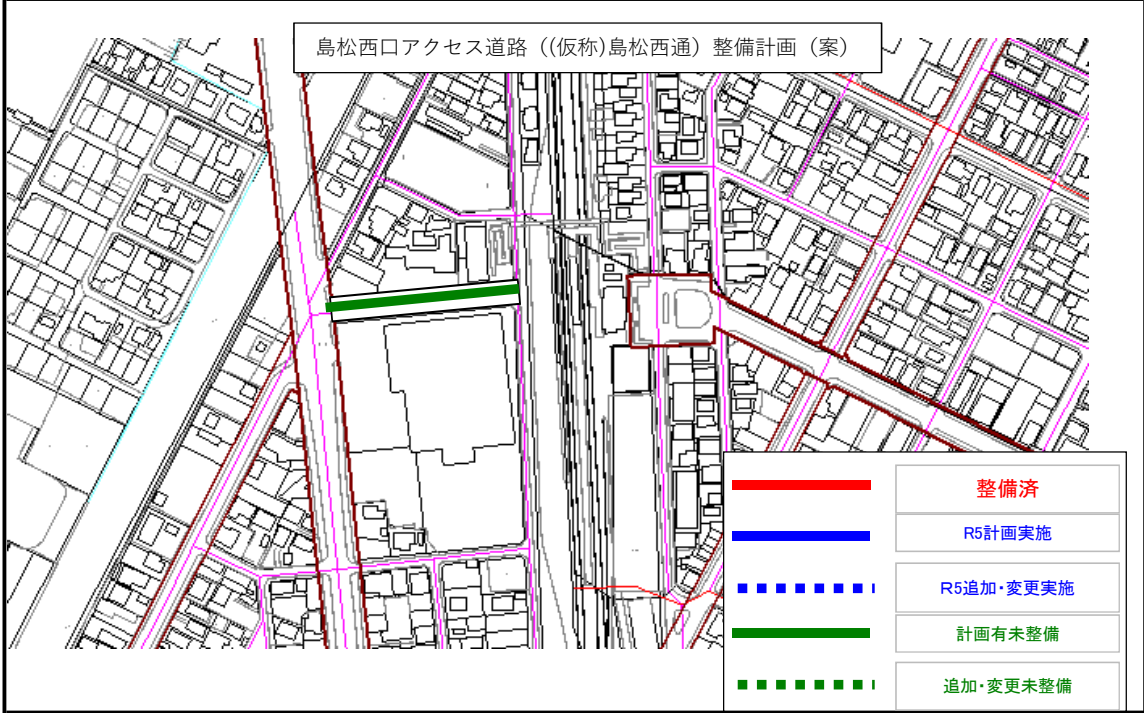 島松西口アクセス道路（(仮称)島松西通）整備計画（案）
整備済
R5計画実施
R5追加・変更実施
計画有未整備
追加・変更未整備